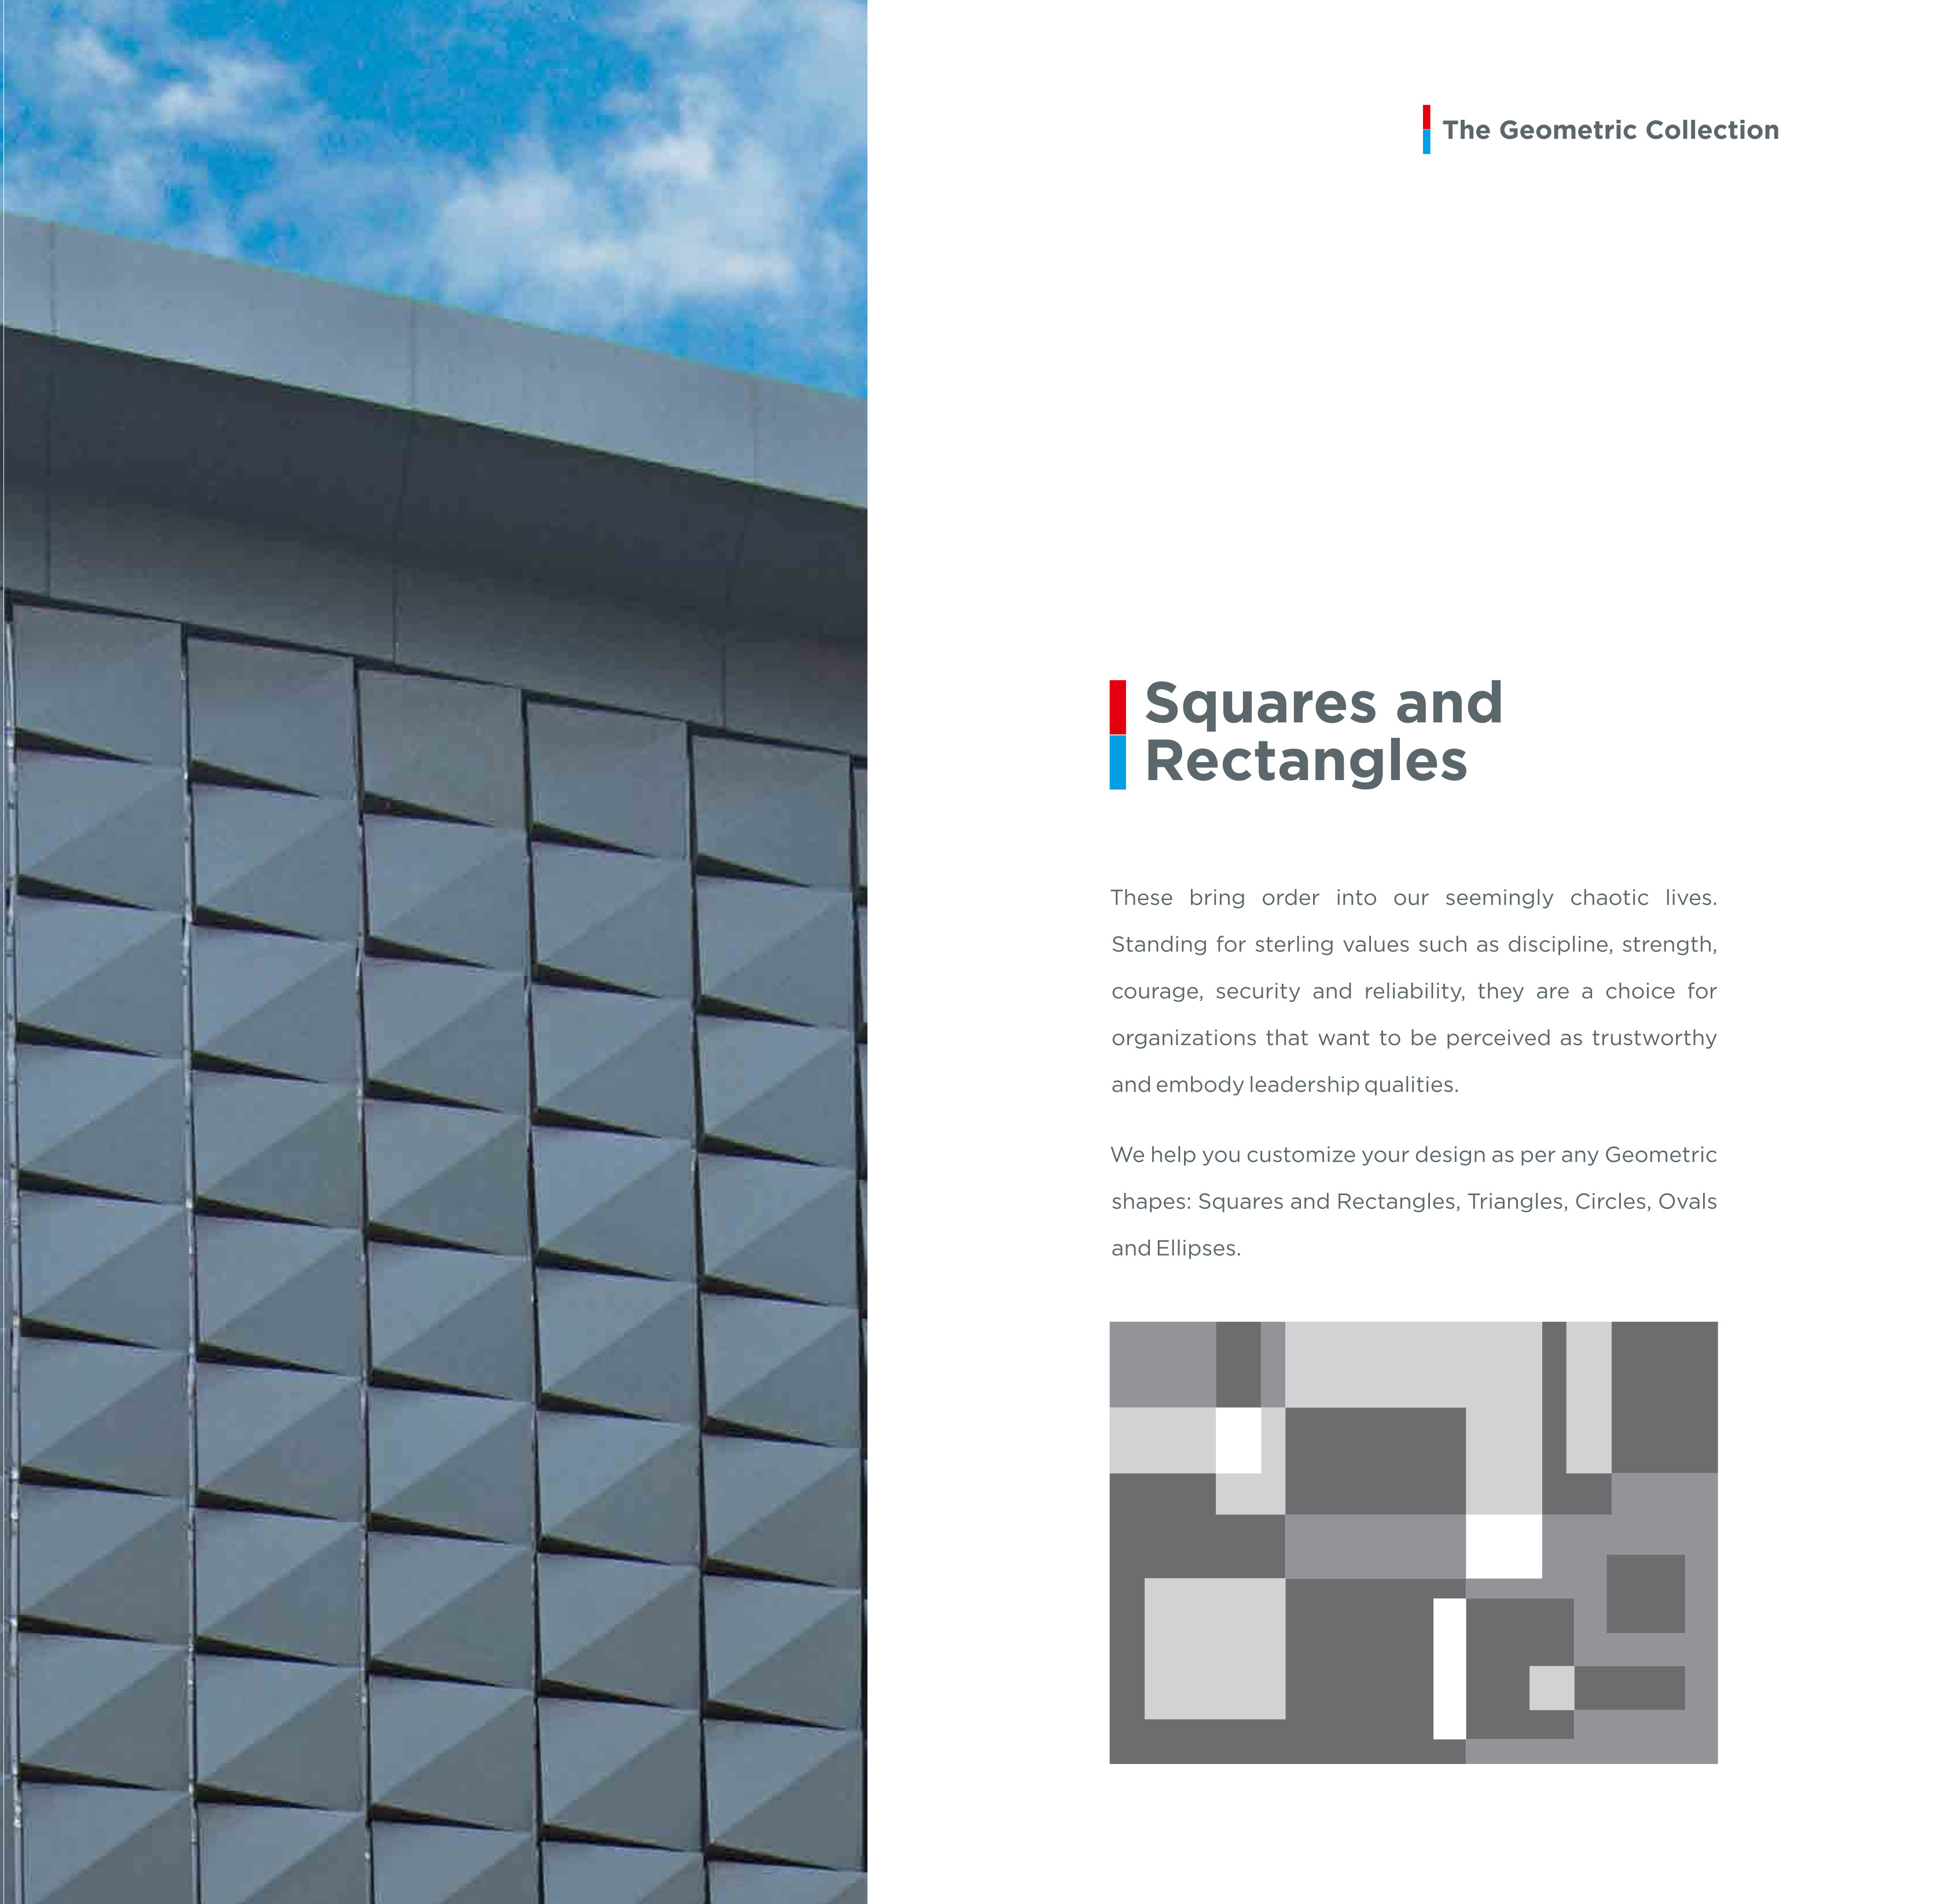 The Geometric Collection
Squares and
Rectangles
These bring order into our seemingly chaotic lives.
Standing for sterling values such as discipline, strength,
courage, security and reliability, they are a choice for
organizations that want to be perceived as trustworthy
and embody leadership qualities.
We help you customize your design as per any Geometric
shapes: Squares and Rectangles, Triangles, Circles, Ovals
and Ellipses.